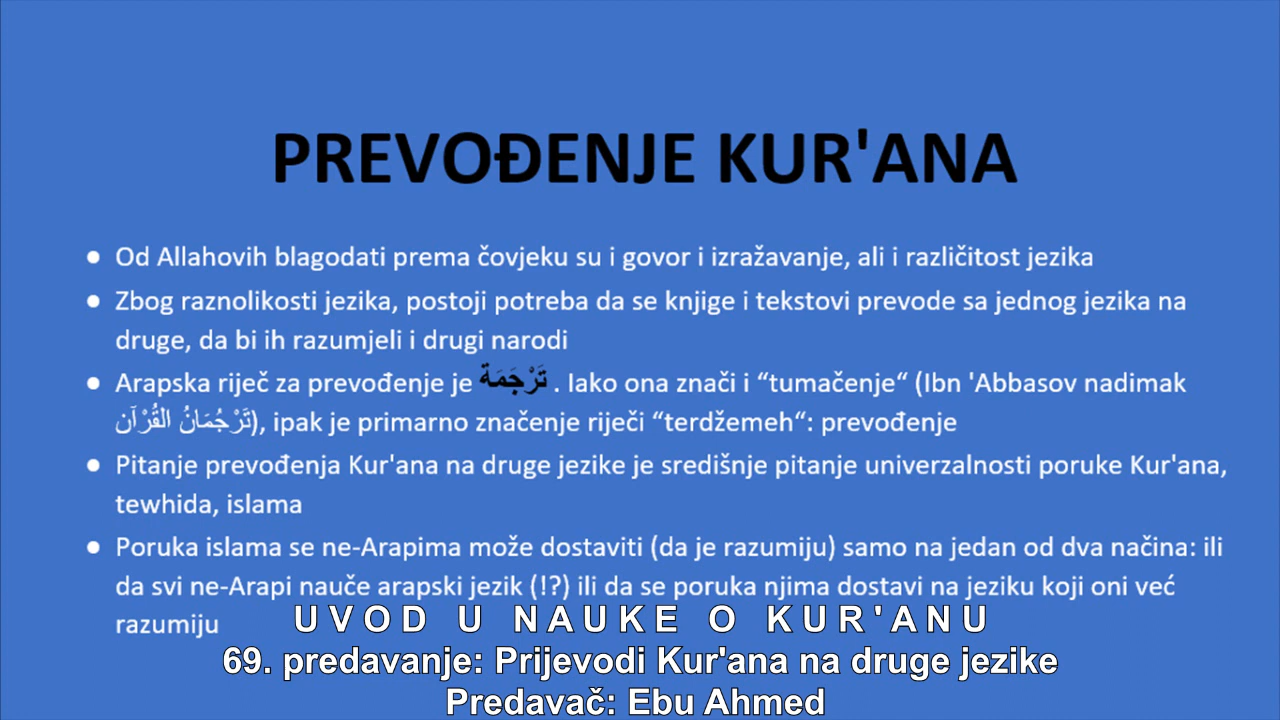 PREVOĐENJE KUR'ANA
● Od Allahovih blagodati prema čovjeku su i govor i izražavanje, ali i različitost jezika
● Zbog raznolikosti jezika, postoji potreba da se knjige i tekstovi prevode sa jednog jezika na
druge, da bi ih razumjeli i drugi narodi
● Arapska riječ za prevođenje je تَرْجَمَة . Iako ona znači i “tumačenje“ (Ibn 'Abbasov nadimak
تَرْجُمَانُ القُرْآن), ipak je primarno značenje riječi “terdžemeh“: prevođenje
● Pitanje prevođenja Kur'ana na druge jezike je središnje pitanje univerzalnosti poruke Kur'ana,
tewhida, islama
● Poruka islama se ne-Arapima može dostaviti (da je razumiju) samo na jedan od dva načina: ili
da svi ne-Arapi nauče arapski jezik (!?) ili da se poruka njima dostavi na jeziku koji oni već
razumiju
UVOD U NAUKE O KUR'ANU
69. predavanje: Prijevodi Kur'ana na druge jezike
Predavač: Ebu Ahmed